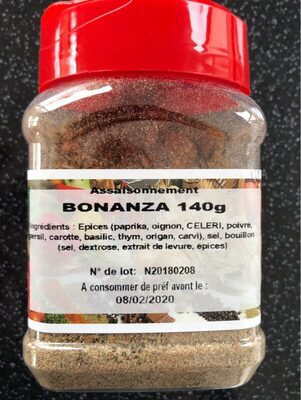 Assaisonnement
BONANZA 140g
Ingrédients : Epices (paprika, oignon, CELERI, poivre,
persil, carotte, basilic, thym, origan, carvi), sel, bouillon
(sel, dextrose, extrait de levure, épices)
N° de lot: N20180208
A consommer de préf avant le :
08/02/2020